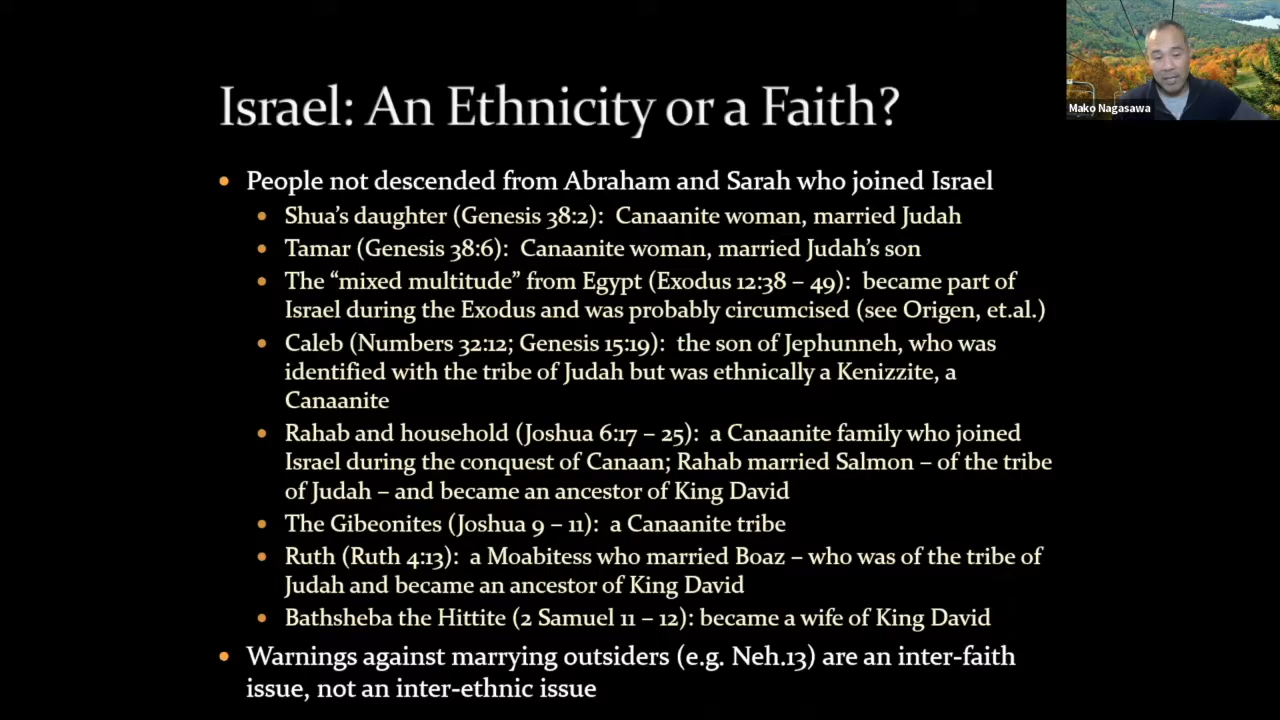 Israel: An Ethnicity or a Faith?
Mako Nagasawa
• People not descended from Abraham and Sarah who joined Israel
• Shua’s daughter (Genesis 38:2): Canaanite woman, married Judah
• Tamar (Genesis 38:6): Canaanite woman, married Judah’s son
• The “mixed multitude” from Egypt (Exodus 12:38 – 49): became part of
Israel during the Exodus and was probably circumcised (see Origen, et.al.)
• Caleb (Numbers 32:12; Genesis 15:19): the son of Jephunneh, who was
identified with the tribe of Judah but was ethnically a Kenizzite, a
Canaanite
• Rahab and household (Joshua 6:17 – 25): a Canaanite family who joined
Israel during the conquest of Canaan; Rahab married Salmon – of the tribe
of Judah – and became an ancestor of King David
• The Gibeonites (Joshua 9 – 11): a Canaanite tribe
• Ruth (Ruth 4:13): a Moabitess who married Boaz – who was of the tribe of
Judah and became an ancestor of King David
• Bathsheba the Hittite (2 Samuel 11 – 12): became a wife of King David
• Warnings against marrying outsiders (e.g. Neh.13) are an inter-faith
issue, not an inter-ethnic issue